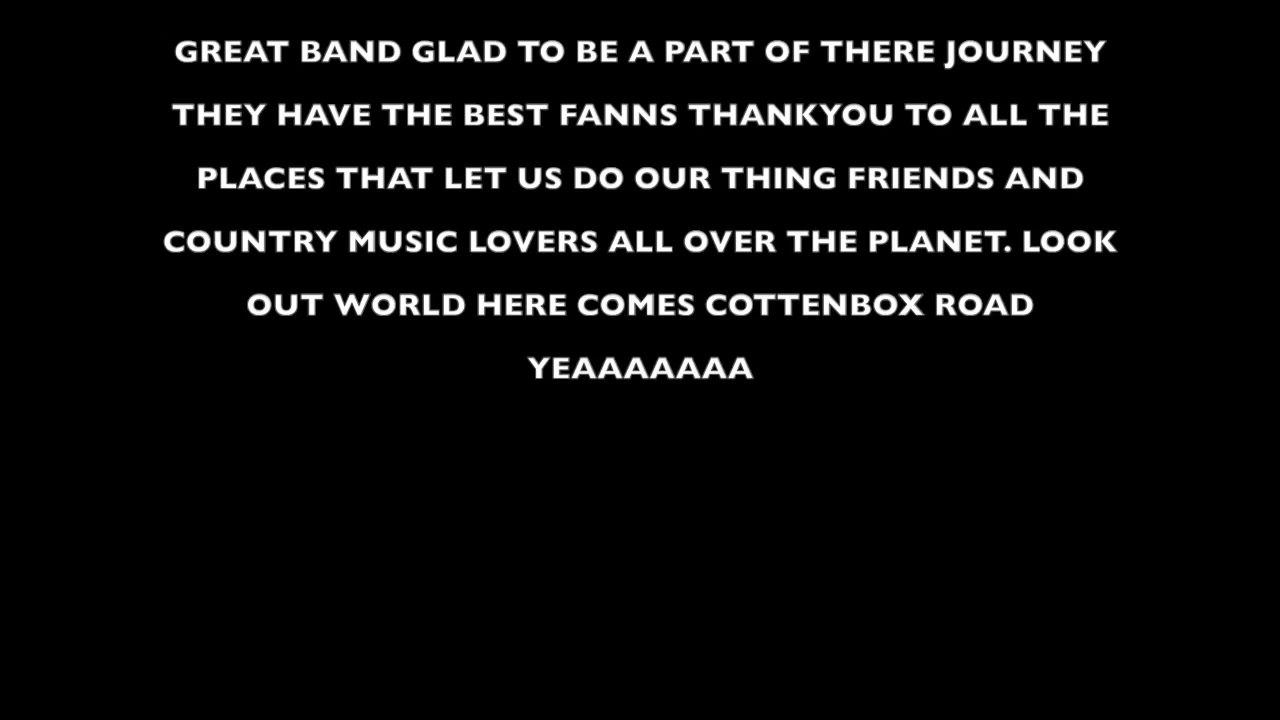 GREAT BAND GLAD TO BE A PART OF THERE JOURNEY
THEY HAVE THE BEST FANNS THANKYOU TO ALL THE
PLACES THAT LET US DO OUR THING FRIENDS AND
COUNTRY MUSIC LOVERS ALL OVER THE PLANET. LOOK
OUT WORLD HERE COMES COTTENBOX ROAD
YEAAAAAAA